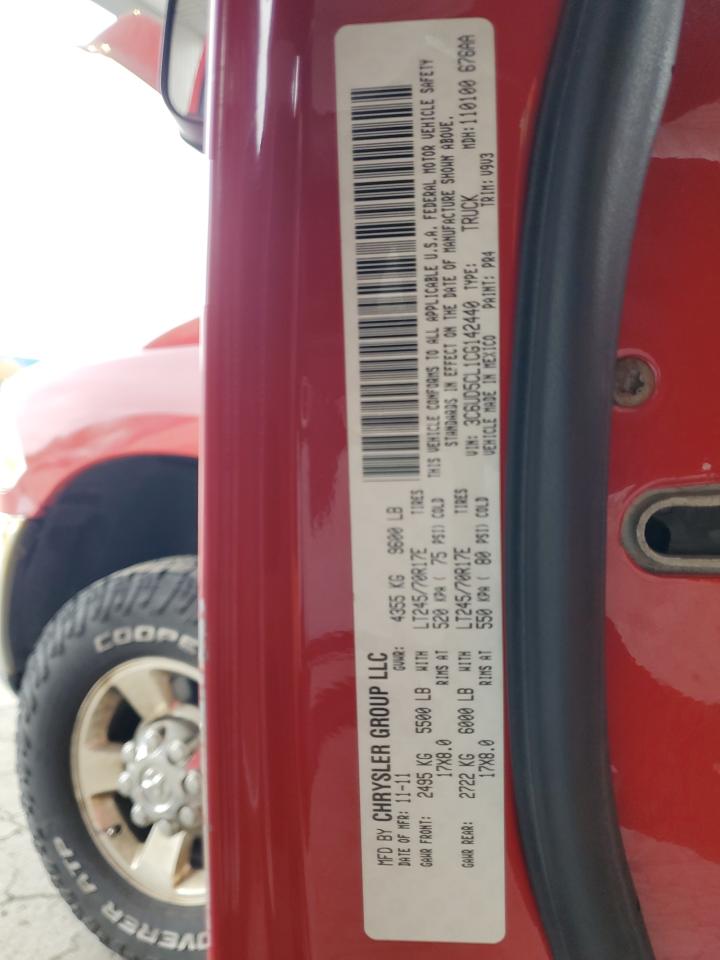 MFD BY CHRYSLER GROUP LLC
DATE OF MFR: 11-11 GVWR: 4355 KG 9600 LB
GAWR FRONT: 2495 KG 5500 LB WITH LT245/70R17E TIRES
17X8.0 RIMS AT 520 KPA ( 75 PSI) COLD
GAWR REAR: 2722 KG 6000 LB WITH LT245/70R17E TIRES
17X8.0 RIMS AT 550 KPA ( 80 PSI) COLD
THIS VEHICLE CONFORMS TO ALL APPLICABLE U.S.A. FEDERAL MOTOR VEHICLE SAFETY
STANDARDS IN EFFECT ON THE DATE OF MANUFACTURE SHOWN ABOVE.
VIN: 3C6UD5CL1CG142440 TYPE: TRUCK MDH: 110100 676AA
VEHICLE MADE IN MEXICO PAINT: PR4 TRIM: V9V3
COOPE
OVERER ATP